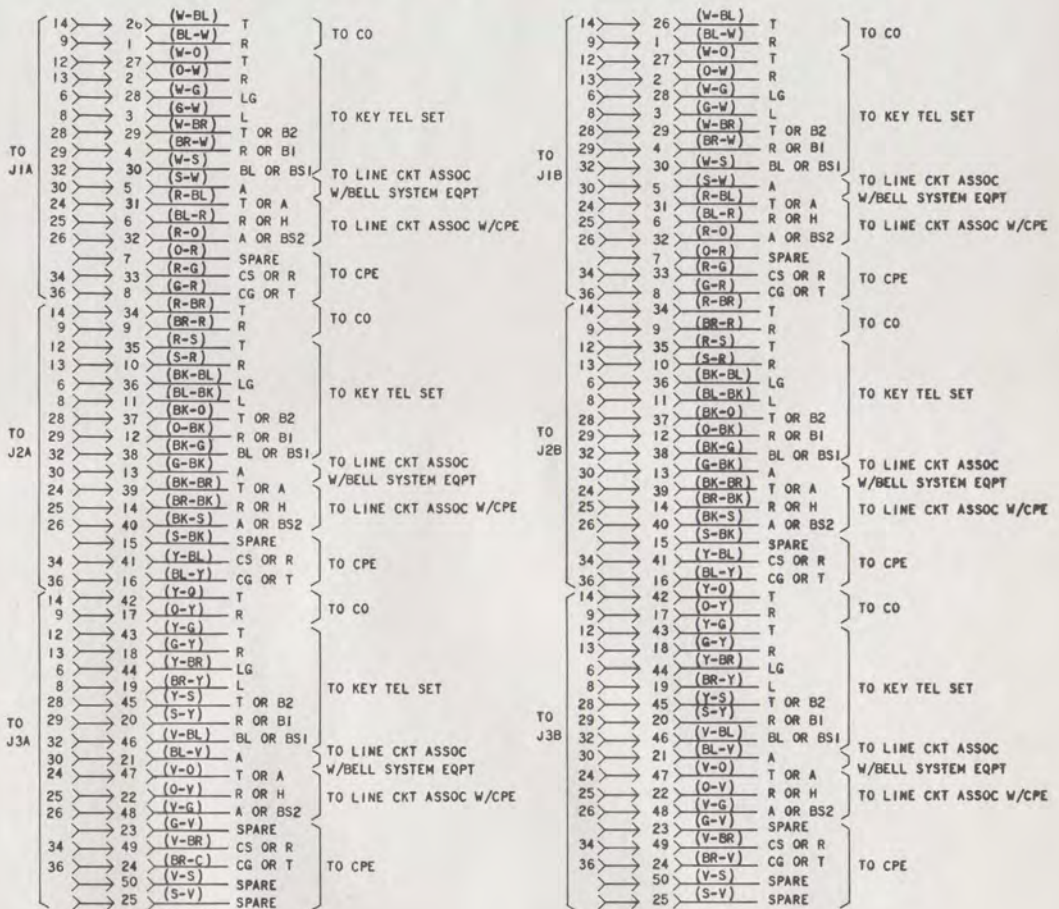 14 26 (W-BL) T
9 1 (BL-W) R TO CO
12 27 (W-O) T
13 2 (O-W) R
6 28 (W-G) LG
8 3 (G-W) L TO KEY TEL SET
28 29 (W-BR) T OR B2
29 4 (BR-W) R OR B1
TO J1A
32 30 (W-S) BL OR BS1 TO LINE CKT ASSOC
30 5 (S-W) A W/BELL SYSTEM EQPT
24 31 (R-BL) T OR A
25 6 (BL-R) R OR H TO LINE CKT ASSOC W/CPE
26 32 (R-O) A OR BS2
7 (O-R) SPARE
34 33 (R-G) CS OR R TO CPE
36 8 (G-R) CG OR T
14 34 (R-BR) T
9 9 (BR-R) R TO CO
12 35 (R-S) T
13 10 (S-R) R
6 36 (BK-BL) LG
8 11 (BL-BK) L TO KEY TEL SET
28 37 (BK-O) T OR B2
29 12 (O-BK) R OR B1
TO J2A
32 38 (BK-G) BL OR BS1 TO LINE CKT ASSOC
30 13 (G-BK) A W/BELL SYSTEM EQPT
24 39 (BK-BR) T OR A
25 14 (BR-BK) R OR H TO LINE CKT ASSOC W/CPE
26 40 (BK-S) A OR BS2
15 (S-BK) SPARE
34 41 (Y-BL) CS OR R TO CPE
36 16 (BL-Y) CG OR T
14 42 (Y-O) T
9 17 (O-Y) R TO CO
12 43 (Y-G) T
13 18 (G-Y) R
6 44 (Y-BR) LG
8 19 (BR-Y) L TO KEY TEL SET
28 45 (Y-S) T OR B2
29 20 (S-Y) R OR B1
TO J3A
32 46 (V-BL) BL OR BS1 TO LINE CKT ASSOC
30 21 (BL-V) A W/BELL SYSTEM EQPT
24 47 (V-O) T OR A
25 22 (O-V) R OR H TO LINE CKT ASSOC W/CPE
26 48 (V-G) A OR BS2
23 (G-V) SPARE
34 49 (V-BR) CS OR R
36 24 (BR-C) CG OR T TO CPE
50 (V-S) SPARE
25 (S-V) SPARE
14 26 (W-BL) T
9 1 (BL-W) R TO CO
12 27 (W-O) T
13 2 (O-W) R
6 28 (W-G) LG
8 3 (G-W) L TO KEY TEL SET
28 29 (W-BR) T OR B2
29 4 (BR-W) R OR B1
TO J1B
32 30 (W-S) BL OR BS1 TO LINE CKT ASSOC
30 5 (S-W) A W/BELL SYSTEM EQPT
24 31 (R-BL) T OR A
25 6 (BL-R) R OR H TO LINE CKT ASSOC W/CPE
26 32 (R-O) A OR BS2
7 (O-R) SPARE
34 33 (R-G) CS OR R TO CPE
36 8 (G-R) CG OR T
14 34 (R-BR) T
9 9 (BR-R) R TO CO
12 35 (R-S) T
13 10 (S-R) R
6 36 (BK-BL) LG
8 11 (BL-BK) L TO KEY TEL SET
28 37 (BK-O) T OR B2
29 12 (O-BK) R OR B1
TO J2B
32 38 (BK-G) BL OR BS1 TO LINE CKT ASSOC
30 13 (G-BK) A W/BELL SYSTEM EQPT
24 39 (BK-BR) T OR A
25 14 (BR-BK) R OR H TO LINE CKT ASSOC W/CPE
26 40 (BK-S) A OR BS2
15 (S-BK) SPARE
34 41 (Y-BL) CS OR R TO CPE
36 16 (BL-Y) CG OR T
14 42 (Y-O) T
9 17 (O-Y) R TO CO
12 43 (Y-G) T
13 18 (G-Y) R
6 44 (Y-BR) LG
8 19 (BR-Y) L TO KEY TEL SET
28 45 (Y-S) T OR B2
29 20 (S-Y) R OR B1
TO J3B
32 46 (V-BL) BL OR BS1 TO LINE CKT ASSOC
30 21 (BL-V) A W/BELL SYSTEM EQPT
24 47 (V-O) T OR A
25 22 (O-V) R OR H TO LINE CKT ASSOC W/CPE
26 48 (V-G) A OR BS2
23 (G-V) SPARE
34 49 (V-BR) CS OR R
36 24 (BR-V) CG OR T TO CPE
50 (V-S) SPARE
25 (S-V) SPARE